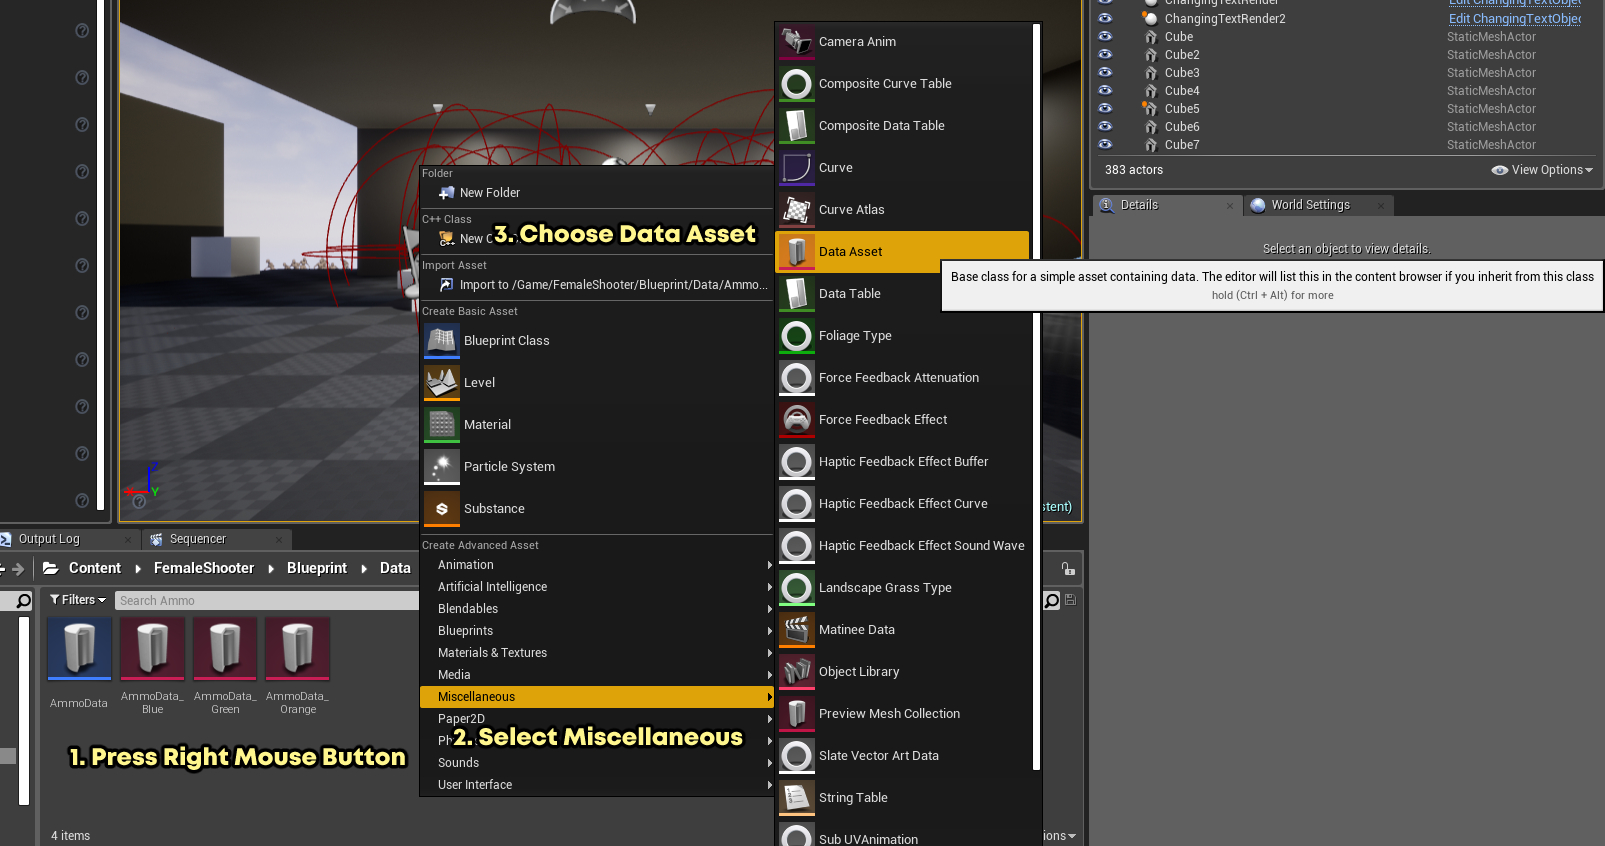 Camera Anim
Composite Curve Table
Composite Data Table
Curve
Curve Atlas
Data Asset
Data Table
Foliage Type
Force Feedback Attenuation
Force Feedback Effect
Haptic Feedback Effect Buffer
Haptic Feedback Effect Curve
Haptic Feedback Effect Sound Wave
Landscape Grass Type
Matinee Data
Object Library
Preview Mesh Collection
Slate Vector Art Data
String Table
Sub UVAnimation
Folder
New Folder
C++ Class
New
3. Choose Data Asset
Import Asset
Import to /Game/FemaleShooter/Blueprint/Data/Ammo...
Create Basic Asset
Blueprint Class
Level
Material
Particle System
Substance
Create Advanced Asset
Animation
Artificial Intelligence
Blendables
Blueprints
Materials & Textures
Media
Miscellaneous
Paper2D
2. Select Miscellaneous
Sounds
User Interface
ChangingTextRender Edit ChangingTextObjec
ChangingTextRender2 Edit ChangingTextObjec
Cube StaticMeshActor
Cube2 StaticMeshActor
Cube3 StaticMeshActor
Cube4 StaticMeshActor
Cube5 StaticMeshActor
Cube6 StaticMeshActor
Cube7 StaticMeshActor
383 actors View Options
Details World Settings
Select an object to view details.
Base class for a simple asset containing data. The editor will list this in the content browser if you inherit from this class
hold (Ctrl + Alt) for more
Z
X Y
Output Log Sequencer
Content FemaleShooter Blueprint Data
Filters Search Ammo
AmmoData
AmmoData_
Blue
AmmoData_
Green
AmmoData_
Orange
1. Press Right Mouse Button
4 items